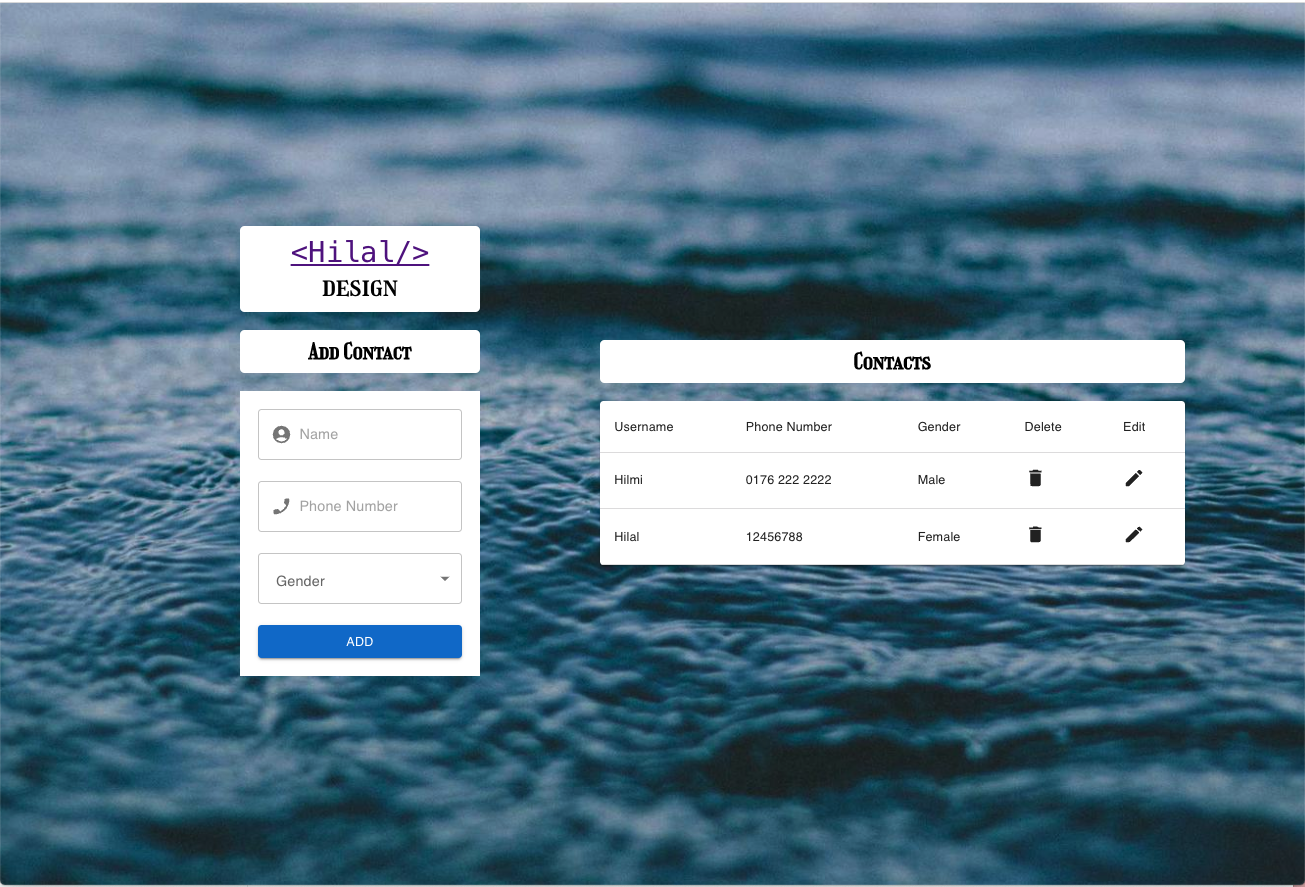 <Hilal/>
DESIGN
Add Contact
Name
Phone Number
Gender
ADD
Contacts
Username Phone Number Gender Delete Edit
Hilmi 0176 222 2222 Male
Hilal 12456788 Female